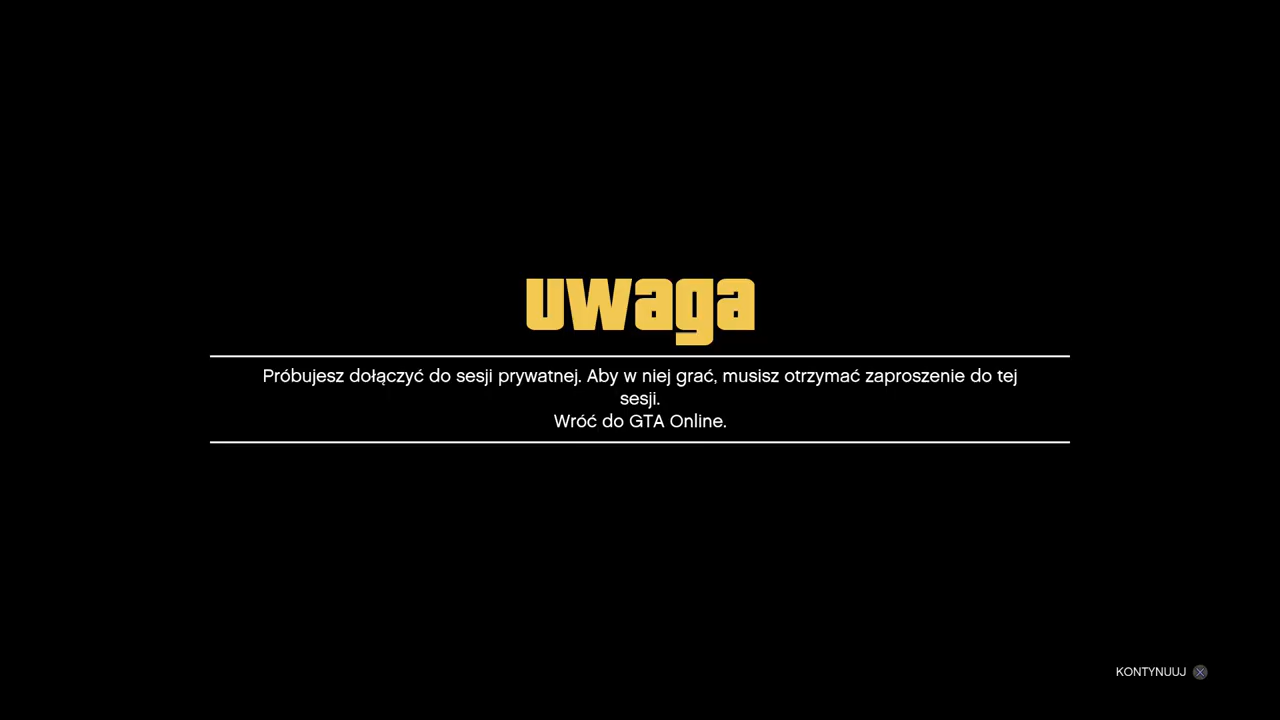 uwaga
Próbujesz dołączyć do sesji prywatnej. Aby w niej grać, musisz otrzymać zaproszenie do tej
sesji.
Wróć do GTA Online.
KONTYNUUJ